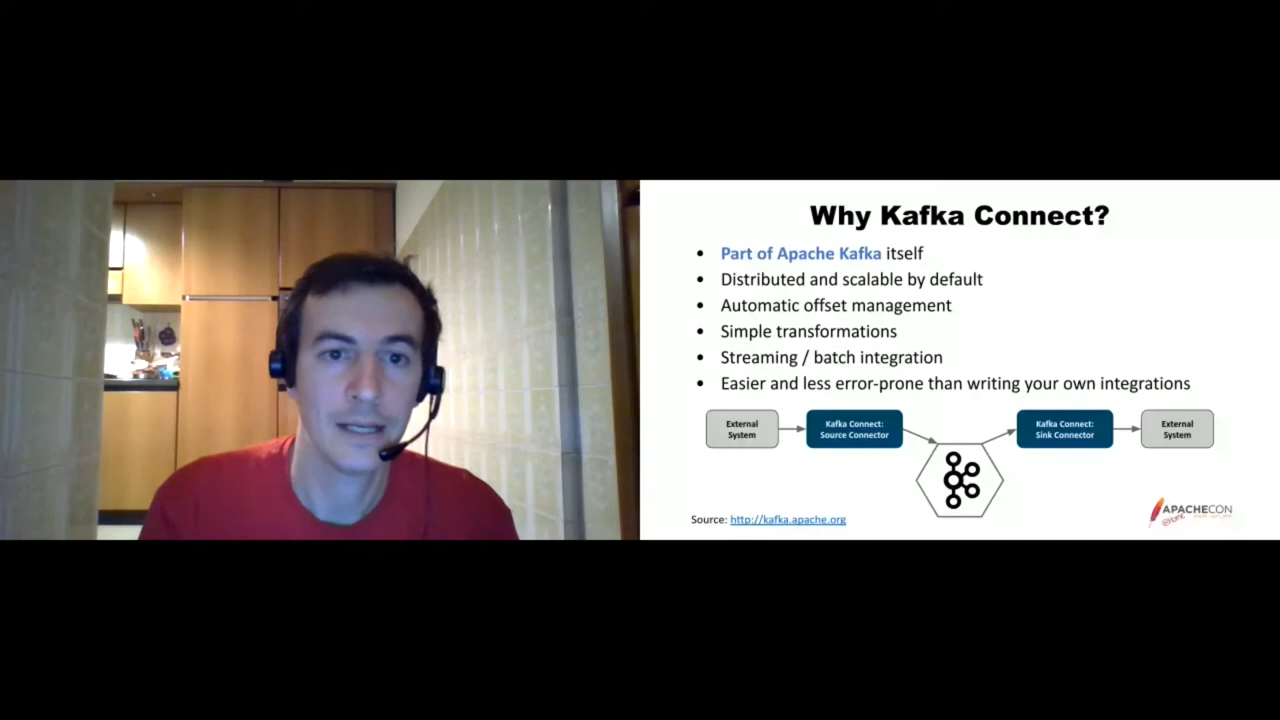 Why Kafka Connect?
• Part of Apache Kafka itself
• Distributed and scalable by default
• Automatic offset management
• Simple transformations
• Streaming / batch integration
• Easier and less error-prone than writing your own integrations
External
System
Kafka Connect:
Source Connector
Kafka Connect:
Sink Connector
External
System
Source: http://kafka.apache.org
APACHECON
@Home